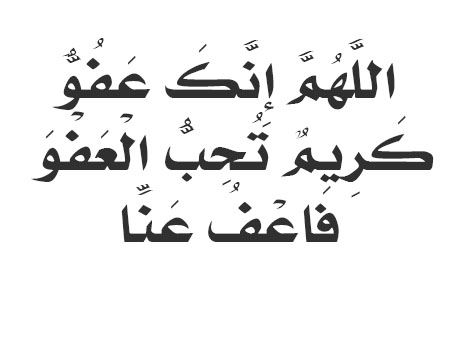 اللَّهُمَّ إِنَّكَ عَفُوٌّ
كَرِيمٌ تُحِبُّ الْعَفْوَ
فَاعْفُ عَنِّا